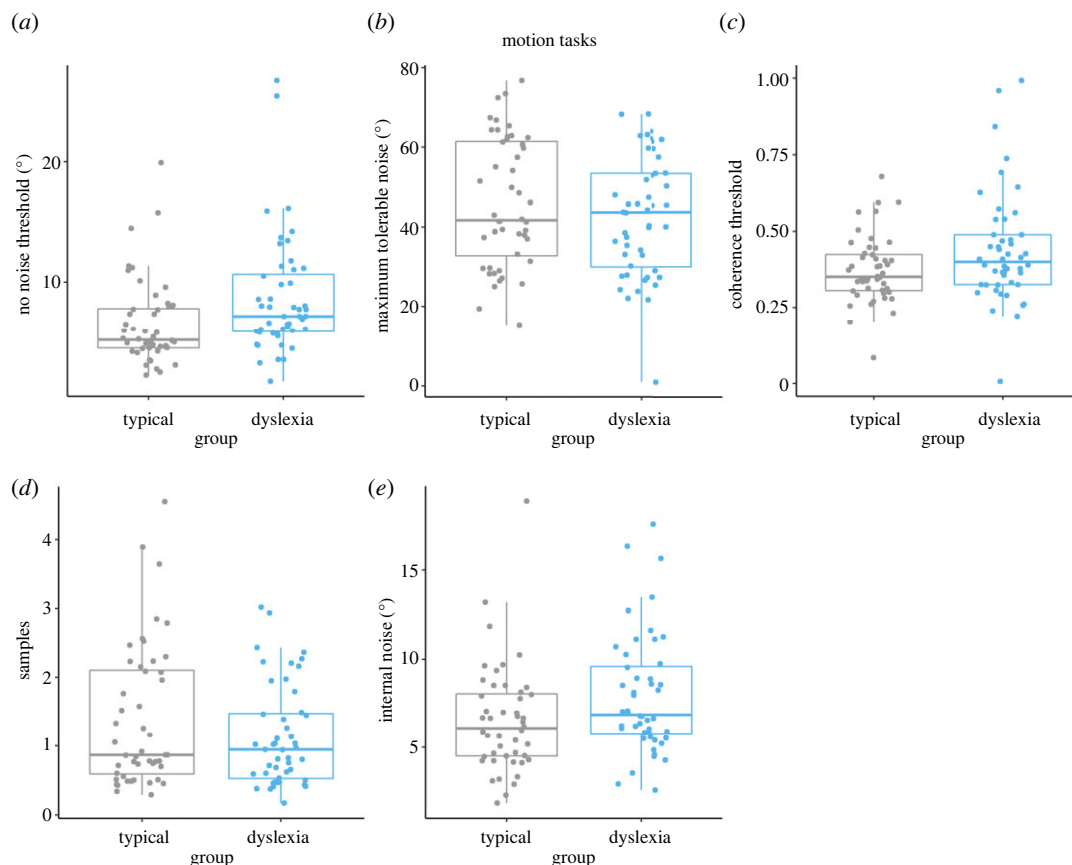 (a)
no noise threshold (°)
20
10
typical
dyslexia
group
(b)
motion tasks
maximum tolerable noise (°)
80
60
40
20
0
typical
dyslexia
group
(c)
coherence threshold
1.00
0.75
0.50
0.25
0
typical
dyslexia
group
(d)
samples
4
3
2
1
0
typical
dyslexia
group
(e)
internal noise (°)
15
10
5
typical
dyslexia
group